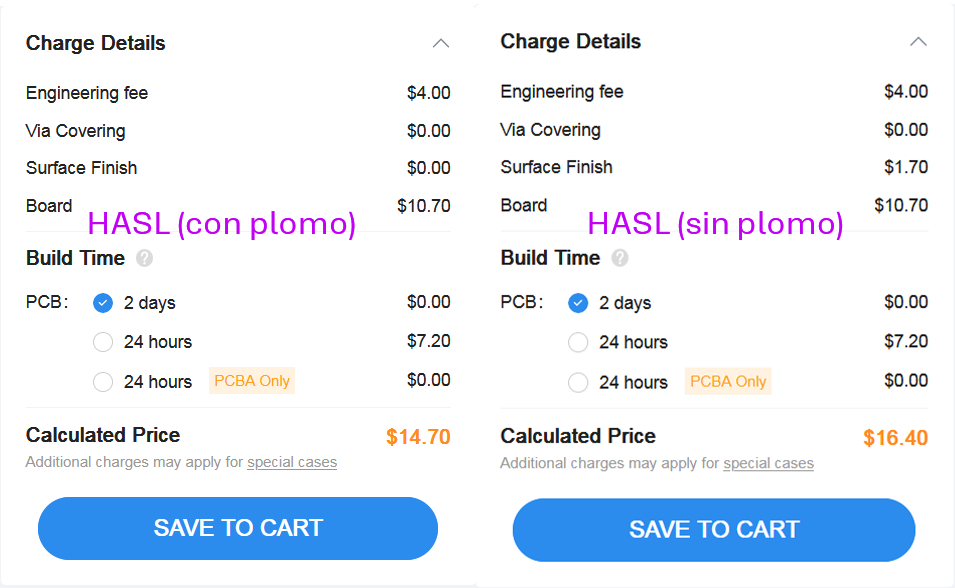 Charge Details
Engineering fee $4.00
Via Covering $0.00
Surface Finish $0.00
Board $10.70
HASL (con plomo)
Build Time ?
PCB: 2 days $0.00
24 hours $7.20
24 hours PCBA Only $0.00
Calculated Price $14.70
Additional charges may apply for special cases
SAVE TO CART
Charge Details
Engineering fee $4.00
Via Covering $0.00
Surface Finish $1.70
Board $10.70
HASL (sin plomo)
Build Time ?
PCB: 2 days $0.00
24 hours $7.20
24 hours PCBA Only $0.00
Calculated Price $16.40
Additional charges may apply for special cases
SAVE TO CART